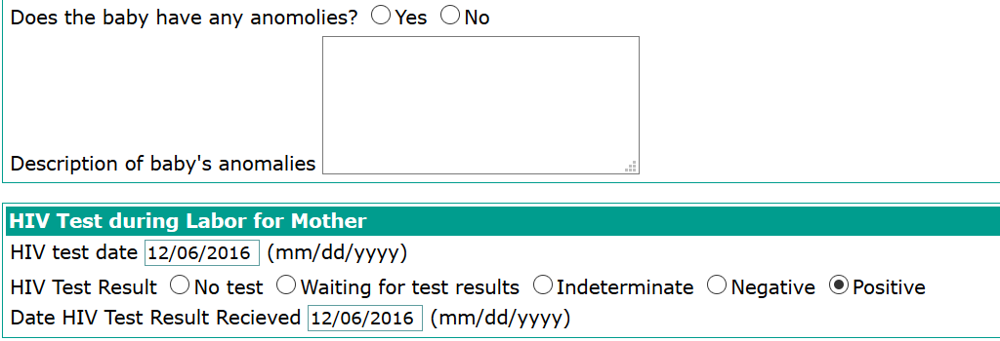 Does the baby have any anomolies? Yes No
Description of baby's anomalies
HIV Test during Labor for Mother
HIV test date 12/06/2016 (mm/dd/yyyy)
HIV Test Result No test Waiting for test results Indeterminate Negative Positive
Date HIV Test Result Recieved 12/06/2016 (mm/dd/yyyy)